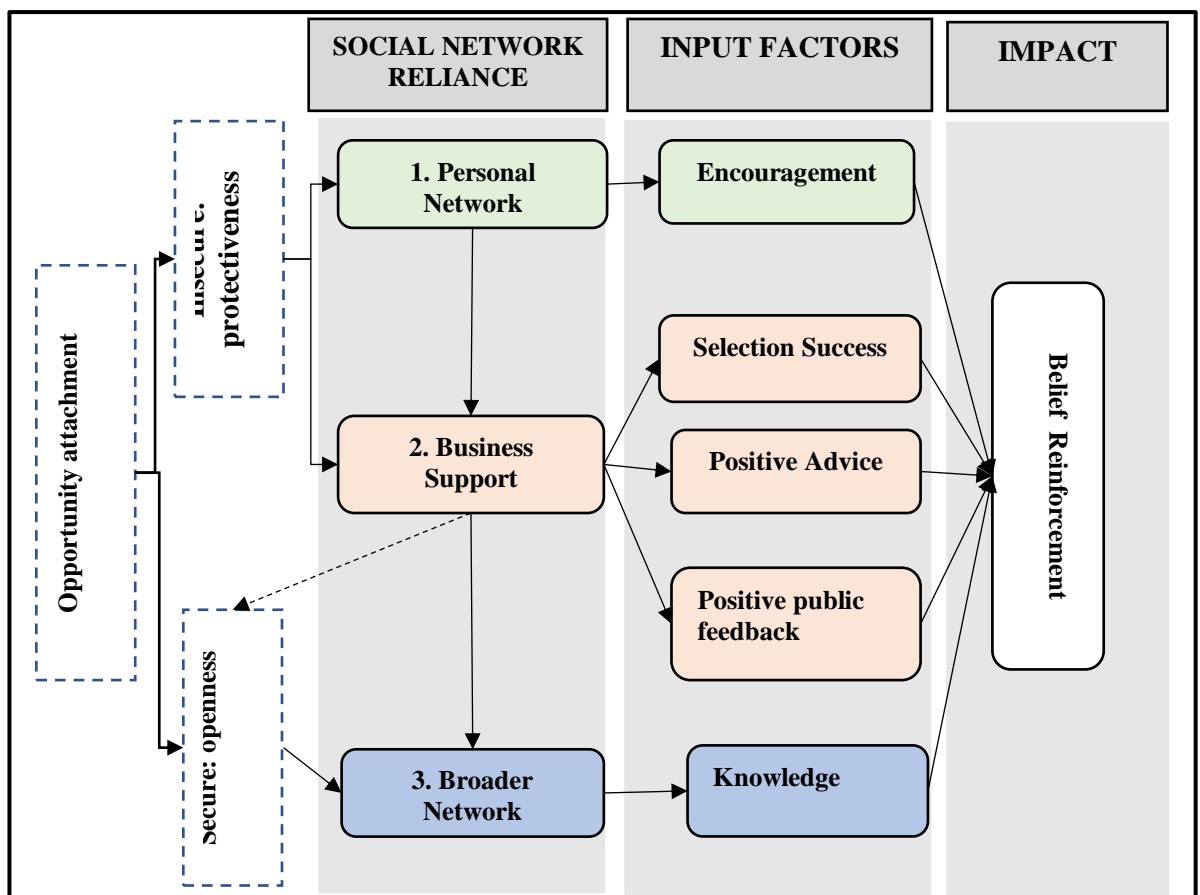 SOCIAL NETWORK
RELIANCE
INPUT FACTORS
IMPACT
Opportunity attachment
Insecure:
protectiveness
Secure: openness
1. Personal
Network
2. Business
Support
3. Broader
Network
Encouragement
Selection Success
Positive Advice
Positive public
feedback
Knowledge
Belief Reinforcement